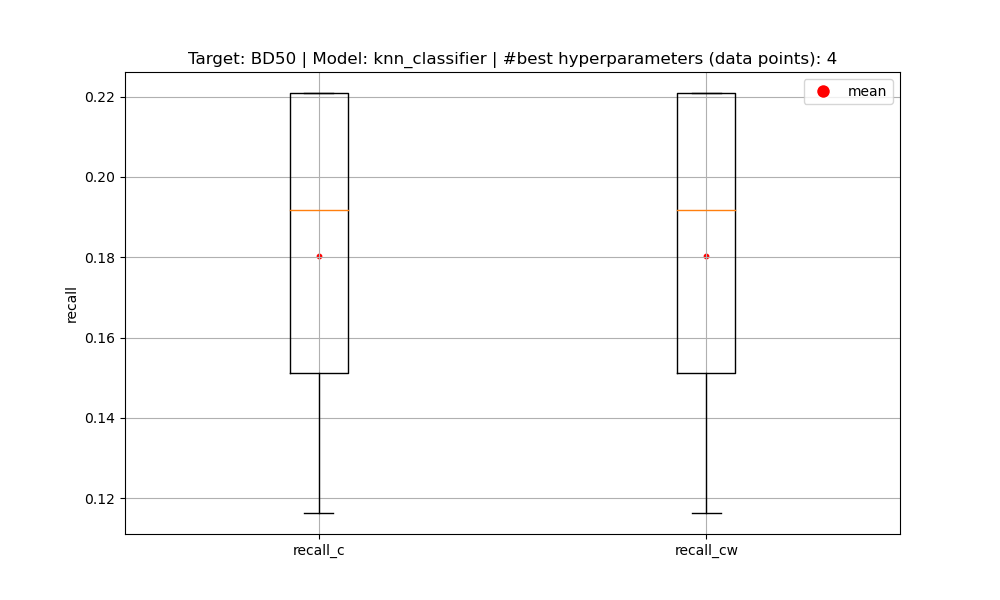 Target: BD50 | Model: knn_classifier | #best hyperparameters (data points): 4
mean
0.22
0.20
0.18
0.16
0.14
0.12
recall
recall_c
recall_cw